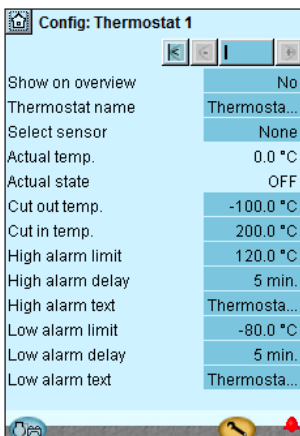 Config: Thermostat 1
Show on overview No
Thermostat name Thermosta...
Select sensor None
Actual temp. 0.0 °C
Actual state OFF
Cut out temp. -100.0 °C
Cut in temp. 200.0 °C
High alarm limit 120.0 °C
High alarm delay 5 min.
High alarm text Thermosta...
Low alarm limit -80.0 °C
Low alarm delay 5 min.
Low alarm text Thermosta...